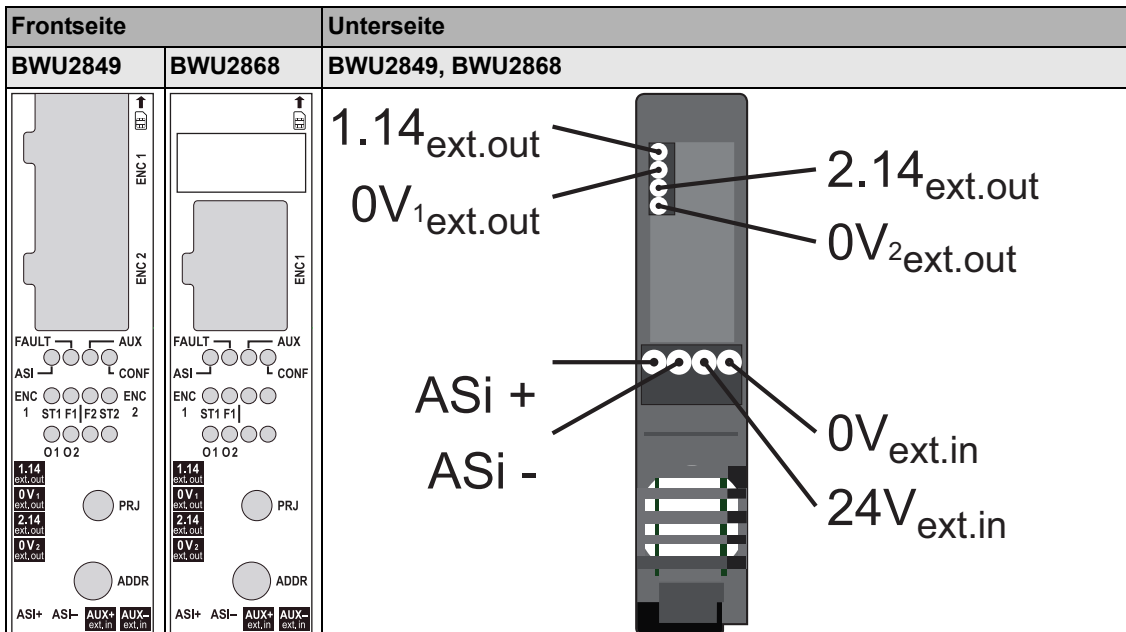 Frontseite Unterseite
BWU2849 BWU2868 BWU2849, BWU2868
ENC 1
ENC 2
FAULT AUX
ASI CONF
ENC ENC
1 ST1 F1 F2 ST2 2
O1 O2
1.14
ext.out
0V1
ext.out
PRJ
2.14
ext.out
0V2
ext.out
ADDR
ASI+ ASI– AUX+ AUX–
ext.in ext.in
ENC1
FAULT AUX
ASI CONF
ENC
1 ST1 F1
O1 O2
1.14
ext.out
0V1
ext.out
PRJ
2.14
ext.out
0V2
ext.out
ADDR
ASI+ ASI– AUX+ AUX–
ext.in ext.in
1.14ext.out
0V1ext.out
2.14ext.out
0V2ext.out
ASi +
ASi -
0Vext.in
24Vext.in